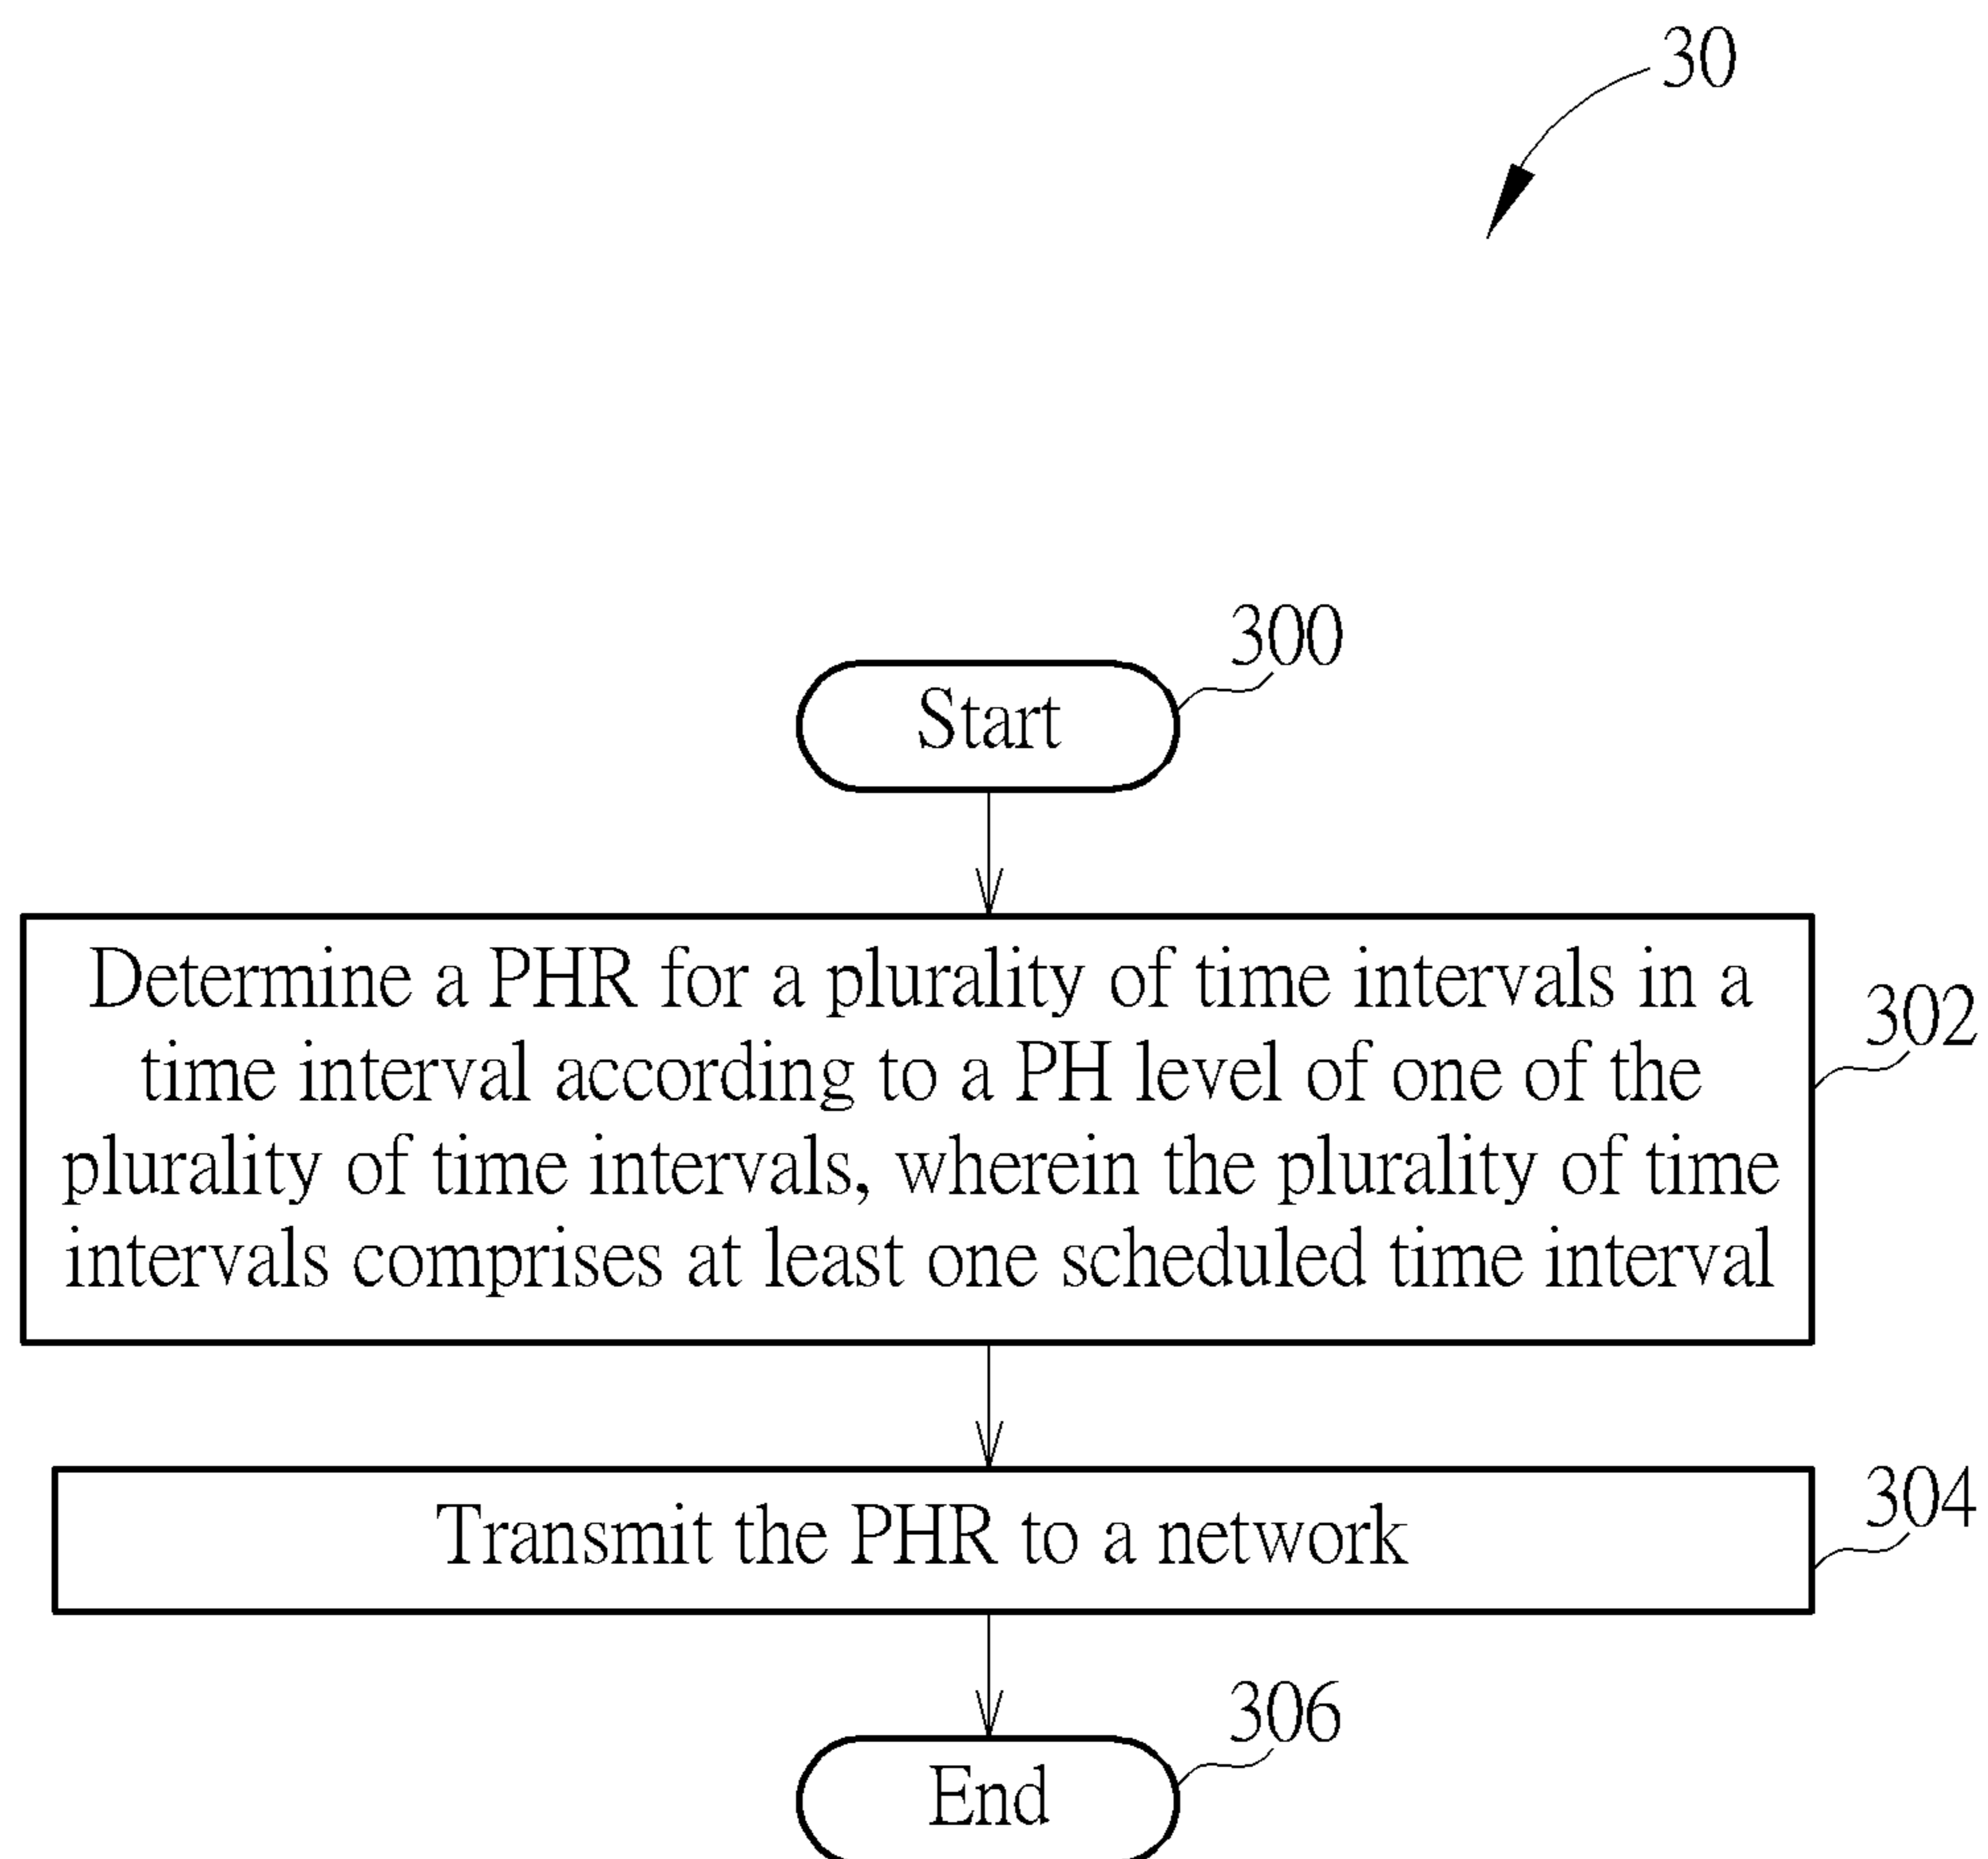 30
300
Start
Determine a PHR for a plurality of time intervals in a
time interval according to a PH level of one of the
plurality of time intervals, wherein the plurality of time
intervals comprises at least one scheduled time interval
302
Transmit the PHR to a network
304
306
End